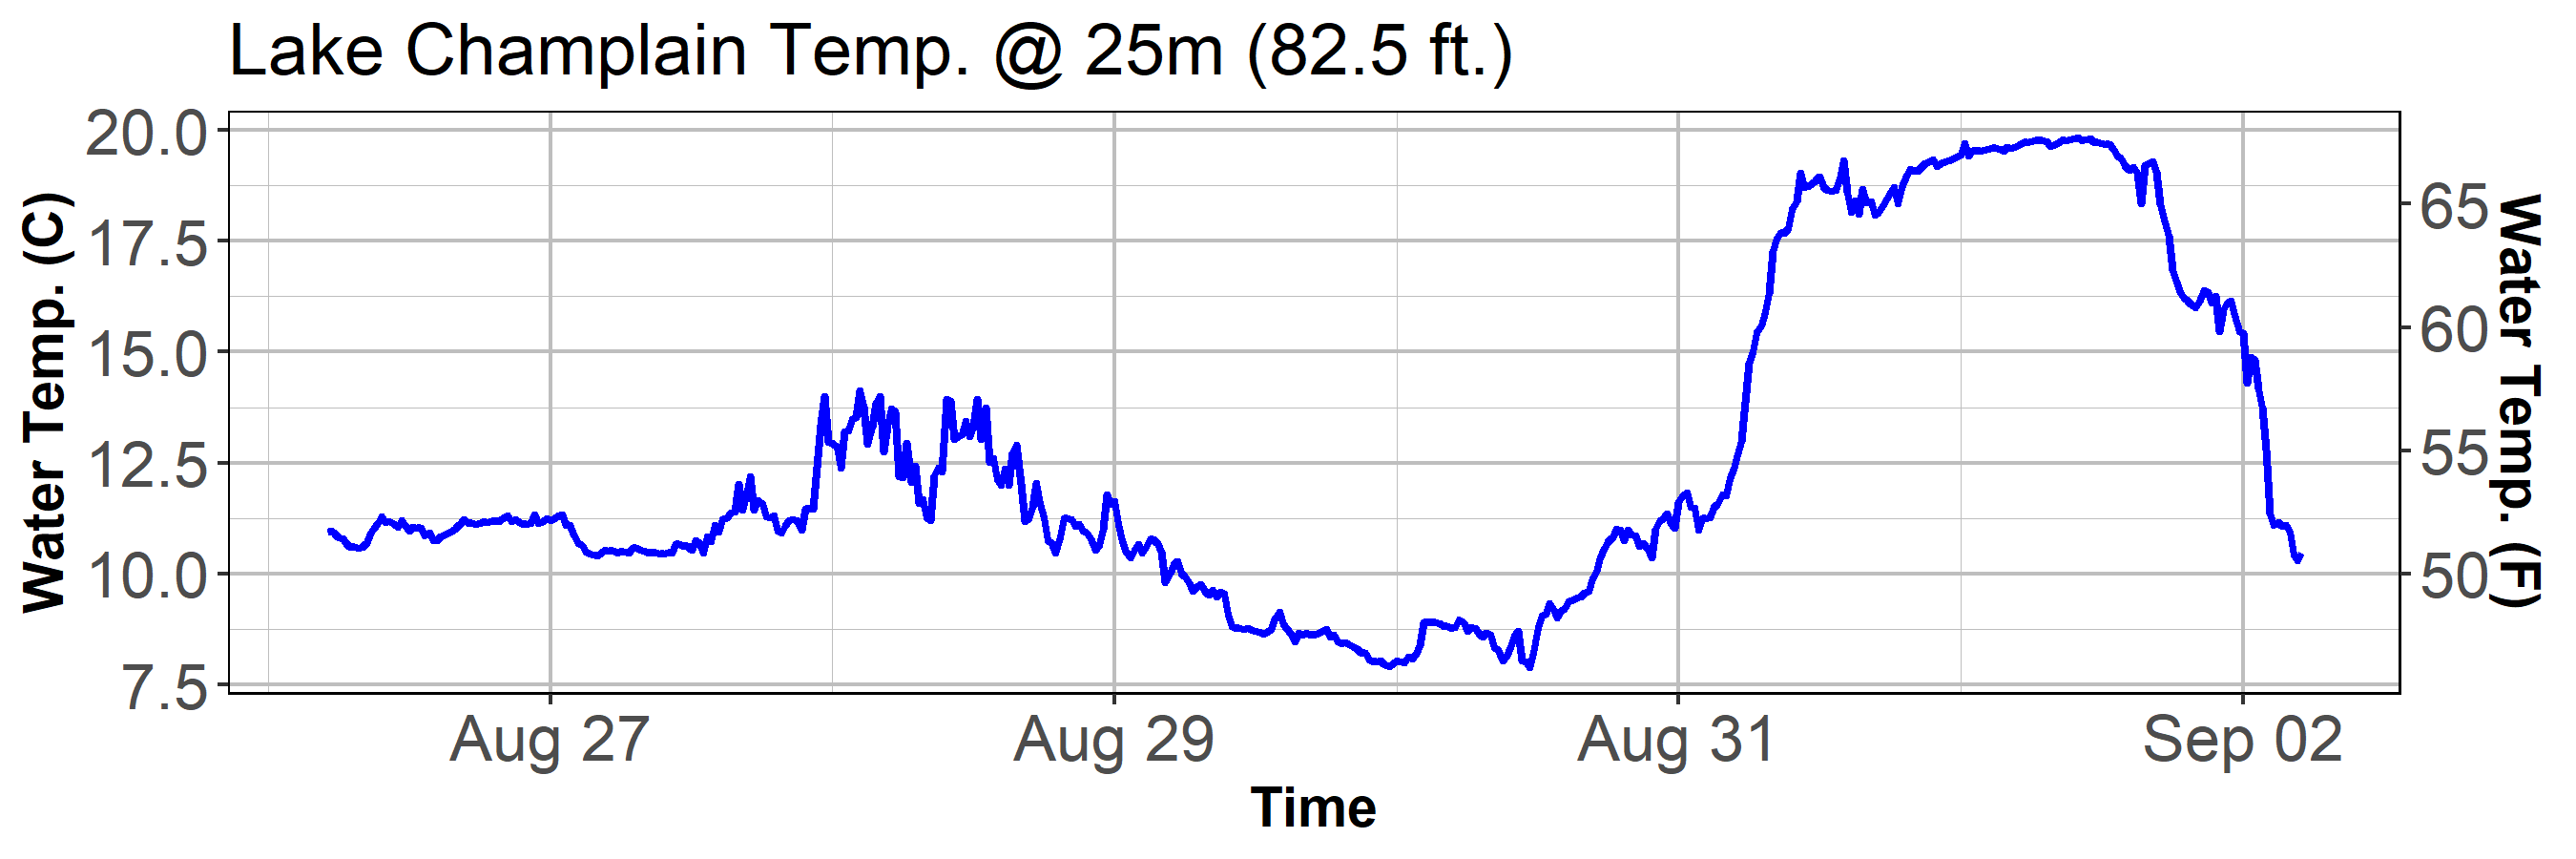 Lake Champlain Temp. @ 25m (82.5 ft.)
Water Temp. (C)
20.0
17.5
15.0
12.5
10.0
7.5
65
60
55
50
Water Temp. (F)
Aug 27 Aug 29 Aug 31 Sep 02
Time